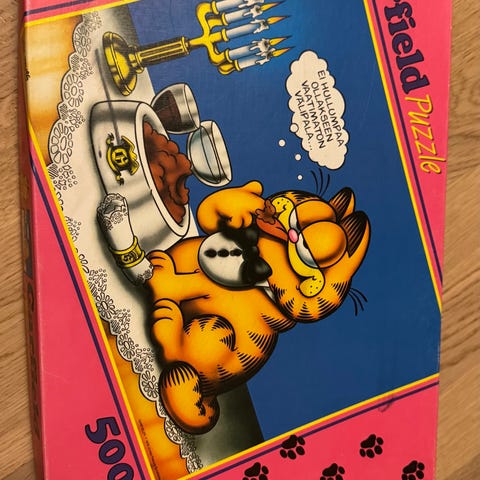 field Puzzle
EI HULLUMPAA
OLLAKSEEN
VAATIMATON
VÄLIPALA...
G
500